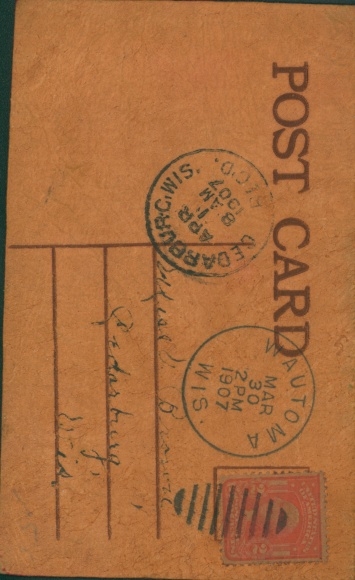 POST CARD
CEDARBURG, WIS.
APR
1
8 AM
1907
REC'D.
WAUTOMA
MAR
30
2 PM
1907
WIS.
Cedarburg
Wis.